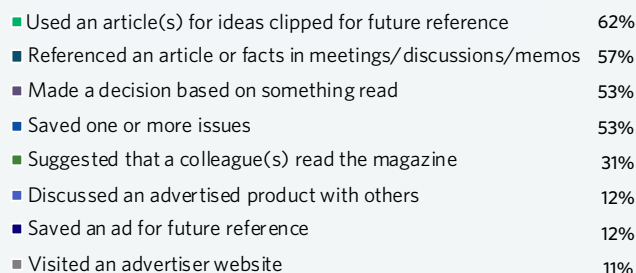 Used an article(s) for ideas clipped for future reference 62%
Referenced an article or facts in meetings/discussions/memos 57%
Made a decision based on something read 53%
Saved one or more issues 53%
Suggested that a colleague(s) read the magazine 31%
Discussed an advertised product with others 12%
Saved an ad for future reference 12%
Visited an advertiser website 11%